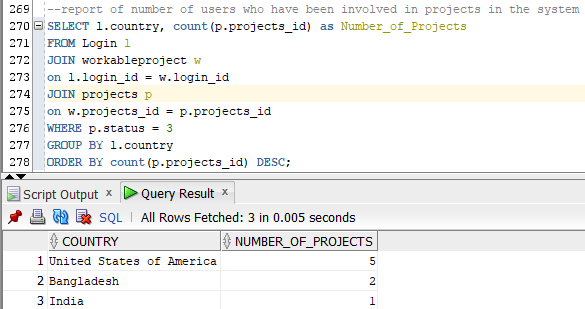 269 --report of number of users who have been involved in projects in the system
270 SELECT l.country, count(p.projects_id) as Number_of_Projects
271 FROM Login l
272 JOIN workableproject w
273 on l.login_id = w.login_id
274 JOIN projects p
275 on w.projects_id = p.projects_id
276 WHERE p.status = 3
277 GROUP BY l.country
278 ORDER BY count(p.projects_id) DESC;
Script Output x Query Result x
SQL | All Rows Fetched: 3 in 0.005 seconds
COUNTRY NUMBER_OF_PROJECTS
1 United States of America 5
2 Bangladesh 2
3 India 1